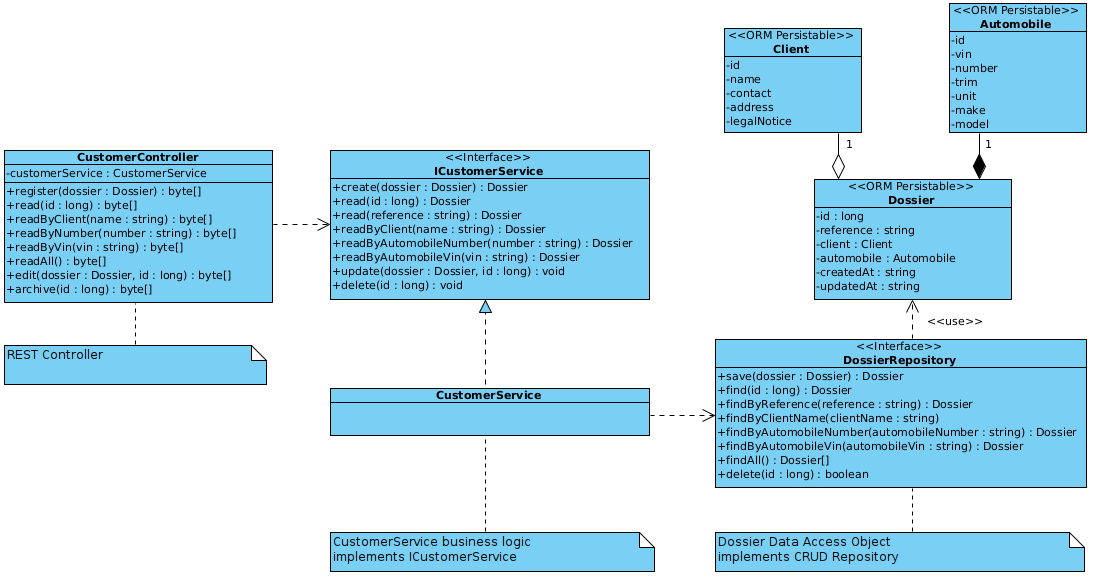 <<ORM Persistable>>
Automobile
-id
-vin
-number
-trim
-unit
-make
-model
<<ORM Persistable>>
Client
-id
-name
-contact
-address
-legalNotice
1
1
CustomerController
-customerService : CustomerService
+register(dossier : Dossier) : byte[]
+read(id : long) : byte[]
+readByClient(name : string) : byte[]
+readByNumber(number : string) : byte[]
+readByVin(vin : string) : byte[]
+readAll() : byte[]
+edit(dossier : Dossier, id : long) : byte[]
+archive(id : long) : byte[]
<<Interface>>
ICustomerService
+create(dossier : Dossier) : Dossier
+read(id : long) : Dossier
+read(reference : string) : Dossier
+readByClient(name : string) : Dossier
+readByAutomobileNumber(number : string) : Dossier
+readByAutomobileVin(vin : string) : Dossier
+update(dossier : Dossier, id : long) : void
+delete(id : long) : void
<<ORM Persistable>>
Dossier
-id : long
-reference : string
-client : Client
-automobile : Automobile
-createdAt : string
-updatedAt : string
<<use>>
REST Controller
<<Interface>>
DossierRepository
+save(dossier : Dossier) : Dossier
+find(id : long) : Dossier
+findByReference(reference : string) : Dossier
+findByClientName(clientName : string)
+findByAutomobileNumber(automobileNumber : string) : Dossier
+findByAutomobileVin(automobileVin : string) : Dossier
+findAll() : Dossier[]
+delete(id : long) : boolean
CustomerService
CustomerService business logic
implements ICustomerService
Dossier Data Access Object
implements CRUD Repository